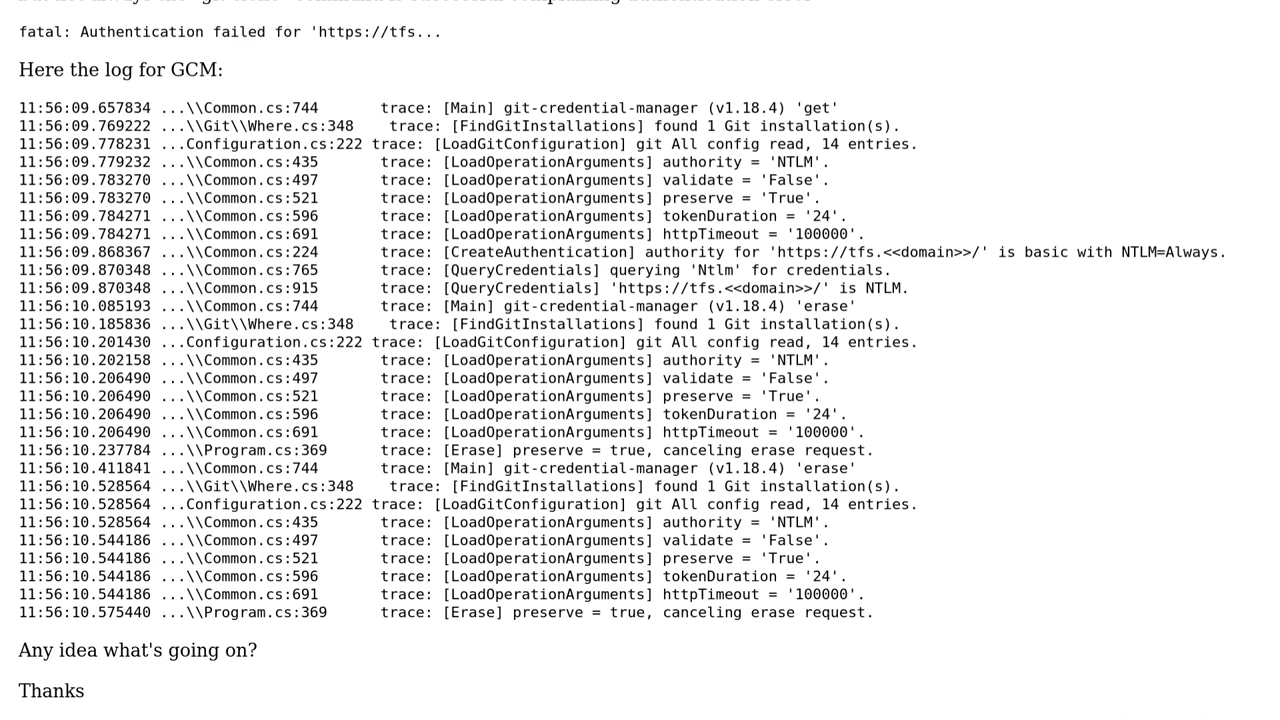 fatal: Authentication failed for 'https://tfs...
Here the log for GCM:
11:56:09.657834 ...\\Common.cs:744       trace: [Main] git-credential-manager (v1.18.4) 'get'
11:56:09.769222 ...\\Git\\Where.cs:348    trace: [FindGitInstallations] found 1 Git installation(s).
11:56:09.778231 ...Configuration.cs:222 trace: [LoadGitConfiguration] git All config read, 14 entries.
11:56:09.779232 ...\\Common.cs:435       trace: [LoadOperationArguments] authority = 'NTLM'.
11:56:09.783270 ...\\Common.cs:497       trace: [LoadOperationArguments] validate = 'False'.
11:56:09.783270 ...\\Common.cs:521       trace: [LoadOperationArguments] preserve = 'True'.
11:56:09.784271 ...\\Common.cs:596       trace: [LoadOperationArguments] tokenDuration = '24'.
11:56:09.784271 ...\\Common.cs:691       trace: [LoadOperationArguments] httpTimeout = '100000'.
11:56:09.868367 ...\\Common.cs:224       trace: [CreateAuthentication] authority for 'https://tfs.<<domain>>/' is basic with NTLM=Always.
11:56:09.870348 ...\\Common.cs:765       trace: [QueryCredentials] querying 'Ntlm' for credentials.
11:56:09.870348 ...\\Common.cs:915       trace: [QueryCredentials] 'https://tfs.<<domain>>/' is NTLM.
11:56:10.085193 ...\\Common.cs:744       trace: [Main] git-credential-manager (v1.18.4) 'erase'
11:56:10.185836 ...\\Git\\Where.cs:348    trace: [FindGitInstallations] found 1 Git installation(s).
11:56:10.201430 ...Configuration.cs:222 trace: [LoadGitConfiguration] git All config read, 14 entries.
11:56:10.202158 ...\\Common.cs:435       trace: [LoadOperationArguments] authority = 'NTLM'.
11:56:10.206490 ...\\Common.cs:497       trace: [LoadOperationArguments] validate = 'False'.
11:56:10.206490 ...\\Common.cs:521       trace: [LoadOperationArguments] preserve = 'True'.
11:56:10.206490 ...\\Common.cs:596       trace: [LoadOperationArguments] tokenDuration = '24'.
11:56:10.206490 ...\\Common.cs:691       trace: [LoadOperationArguments] httpTimeout = '100000'.
11:56:10.237784 ...\\Program.cs:369      trace: [Erase] preserve = true, canceling erase request.
11:56:10.411841 ...\\Common.cs:744       trace: [Main] git-credential-manager (v1.18.4) 'erase'
11:56:10.528564 ...\\Git\\Where.cs:348    trace: [FindGitInstallations] found 1 Git installation(s).
11:56:10.528564 ...Configuration.cs:222 trace: [LoadGitConfiguration] git All config read, 14 entries.
11:56:10.528564 ...\\Common.cs:435       trace: [LoadOperationArguments] authority = 'NTLM'.
11:56:10.544186 ...\\Common.cs:497       trace: [LoadOperationArguments] validate = 'False'.
11:56:10.544186 ...\\Common.cs:521       trace: [LoadOperationArguments] preserve = 'True'.
11:56:10.544186 ...\\Common.cs:596       trace: [LoadOperationArguments] tokenDuration = '24'.
11:56:10.544186 ...\\Common.cs:691       trace: [LoadOperationArguments] httpTimeout = '100000'.
11:56:10.575440 ...\\Program.cs:369      trace: [Erase] preserve = true, canceling erase request.
Any idea what's going on?
Thanks